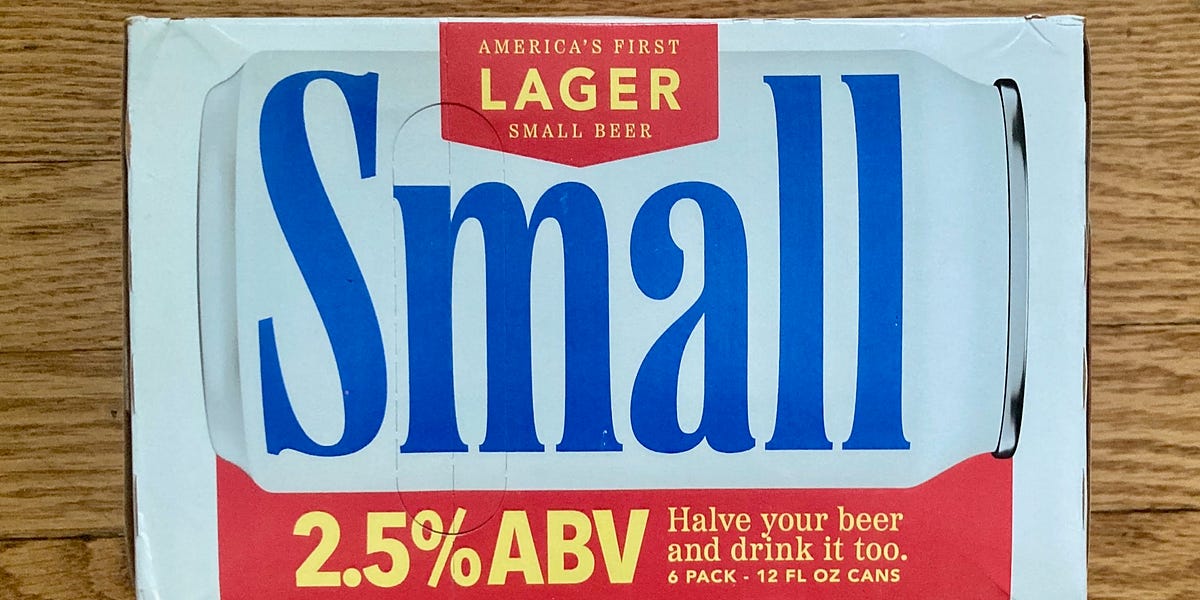 AMERICA'S FIRST
LAGER
SMALL BEER
Small
2.5% ABV
Halve your beer
and drink it too.
6 PACK - 12 FL OZ CANS